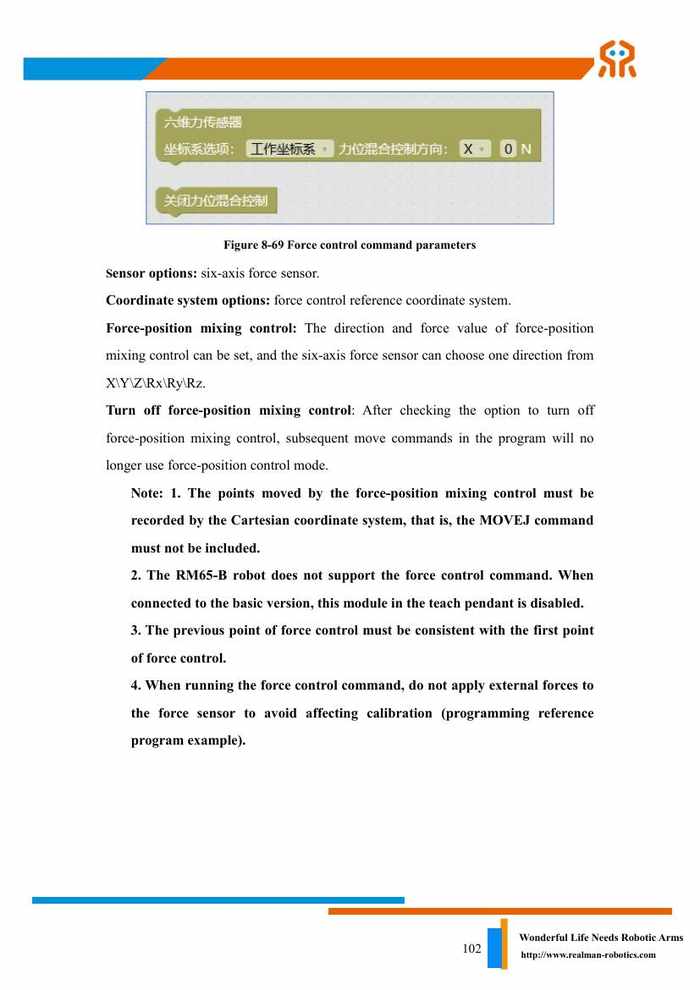 六维力传感器
坐标系选项： 工作坐标系 力位混合控制方向： X 0 N
关闭力位混合控制
Figure 8-69 Force control command parameters
Sensor options: six-axis force sensor.
Coordinate system options: force control reference coordinate system.
Force-position mixing control: The direction and force value of force-position
mixing control can be set, and the six-axis force sensor can choose one direction from
X\Y\Z\Rx\Ry\Rz.
Turn off force-position mixing control: After checking the option to turn off
force-position mixing control, subsequent move commands in the program will no
longer use force-position control mode.
Note: 1. The points moved by the force-position mixing control must be
recorded by the Cartesian coordinate system, that is, the MOVEJ command
must not be included.
2. The RM65-B robot does not support the force control command. When
connected to the basic version, this module in the teach pendant is disabled.
3. The previous point of force control must be consistent with the first point
of force control.
4. When running the force control command, do not apply external forces to
the force sensor to avoid affecting calibration (programming reference
program example).
102
Wonderful Life Needs Robotic Arms
http://www.realman-robotics.com